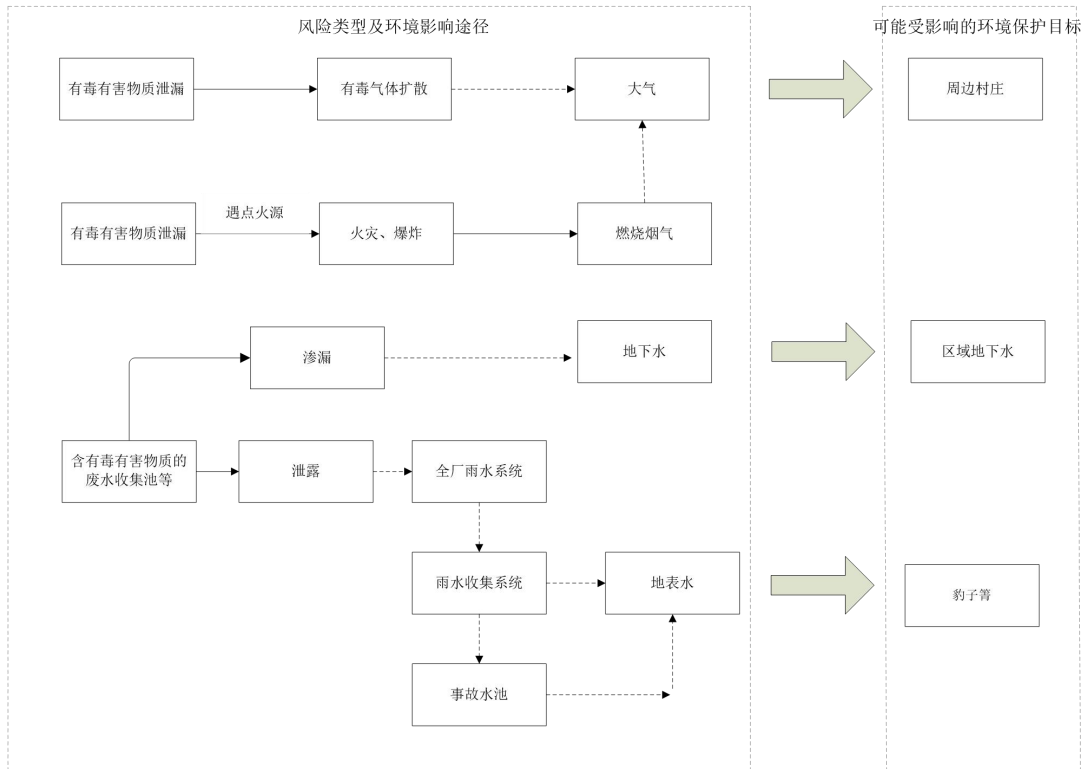 风险类型及环境影响途径
可能受影响的环境保护目标
有毒有害物质泄漏
有毒气体扩散
大气
周边村庄
有毒有害物质泄漏
遇点火源
火灾、爆炸
燃烧烟气
渗漏
地下水
区域地下水
含有毒有害物质的
废水收集池等
泄露
全厂雨水系统
雨水收集系统
地表水
豹子箐
事故水池